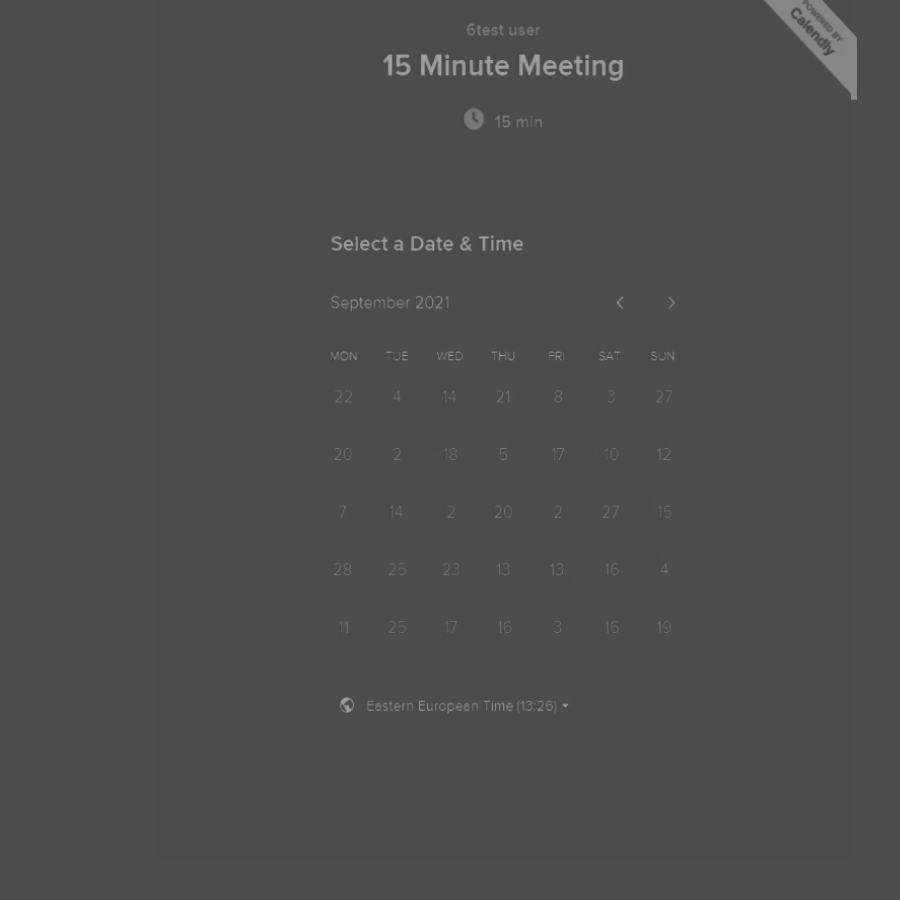 POWERED BY
Calendly
6test user
15 Minute Meeting
15 min
Select a Date & Time
September 2021
MON TUE WED THU FRI SAT SUN
22 4 14 21 8 3 27
20 2 18 5 17 10 12
7 14 2 20 2 27 15
28 25 23 13 13 16 4
11 25 17 16 3 16 19
Eastern European Time (13:26)